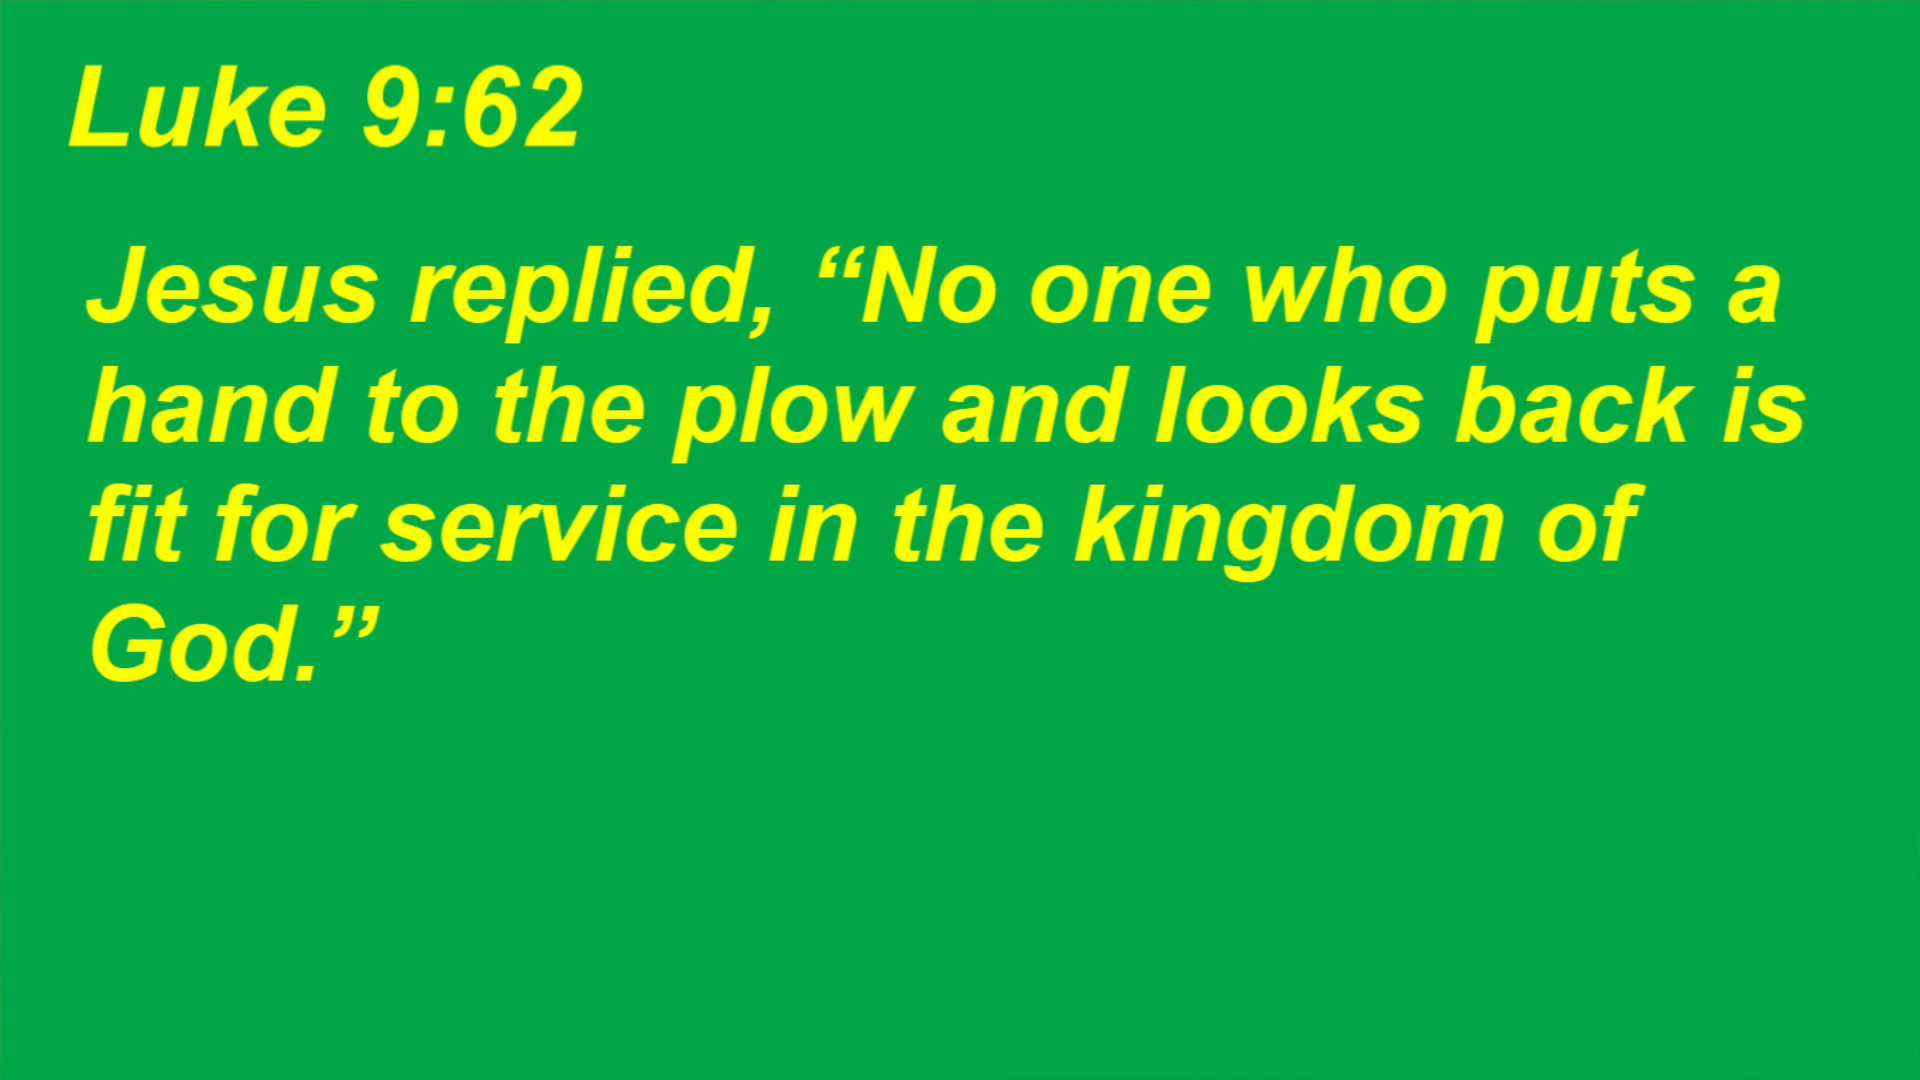 Luke 9:62
Jesus replied, “No one who puts a
hand to the plow and looks back is
fit for service in the kingdom of
God.”